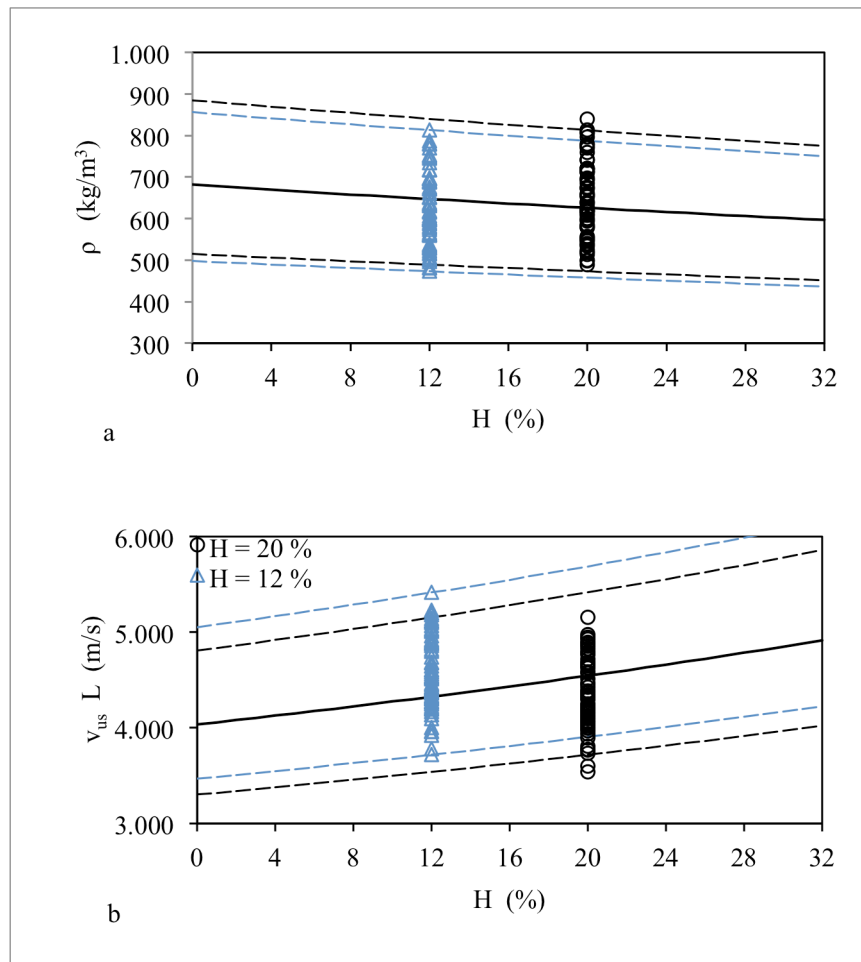 1.000
900
800
700
600
500
400
300
ρ (kg/m³)
0 4 8 12 16 20 24 28 32
H (%)
a
6.000
5.000
4.000
3.000
v_us L (m/s)
H = 20 %
H = 12 %
0 4 8 12 16 20 24 28 32
H (%)
b